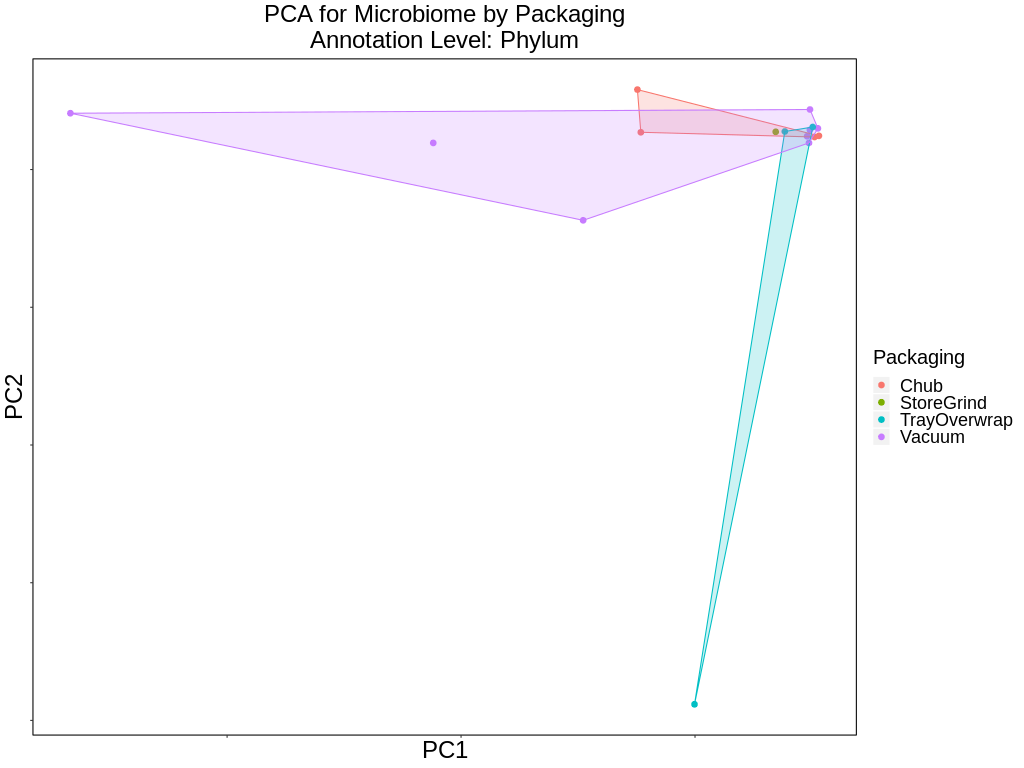 PCA for Microbiome by Packaging
Annotation Level: Phylum
PC2
PC1
Packaging
Chub
StoreGrind
TrayOverwrap
Vacuum